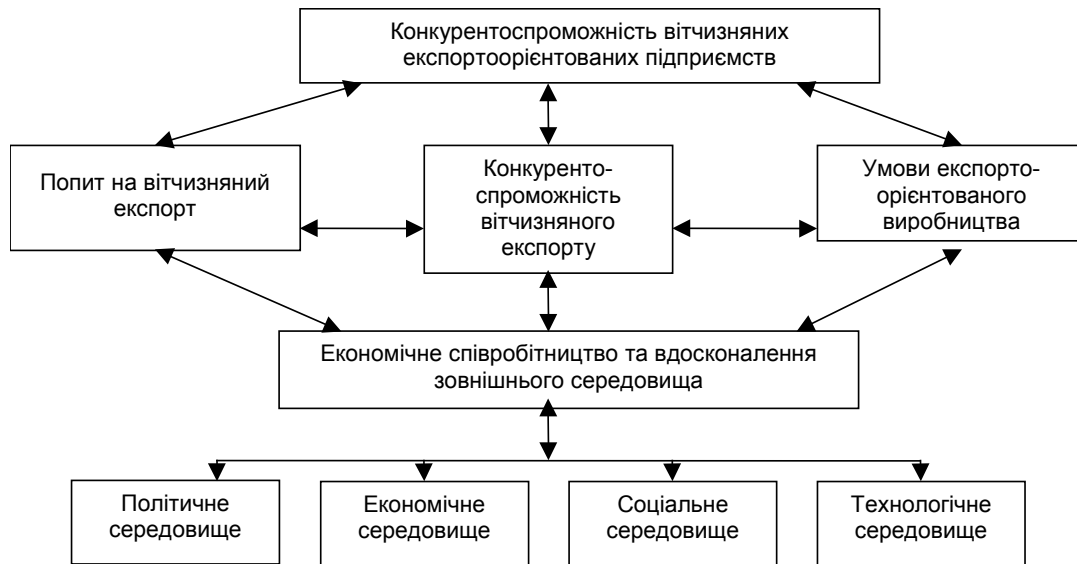 Конкурентоспроможність вітчизняних
експортоорієнтованих підприємств
Попит на вітчизняний
експорт
Конкуренто-
спроможність
вітчизняного
експорту
Умови експорто-
орієнтованого
виробництва
Економічне співробітництво та вдосконалення
зовнішнього середовища
Політичне
середовище
Економічне
середовище
Соціальне
середовище
Технологічне
середовище